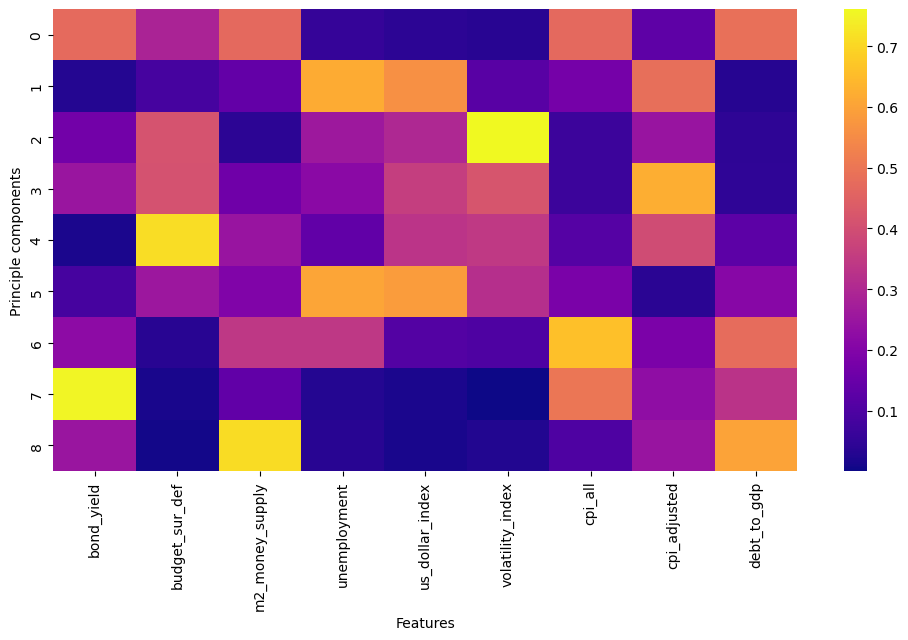 Principle components
0
1
2
3
4
5
6
7
8
bond_yield
budget_sur_def
m2_money_supply
unemployment
us_dollar_index
volatility_index
cpi_all
cpi_adjusted
debt_to_gdp
Features
0.7
0.6
0.5
0.4
0.3
0.2
0.1